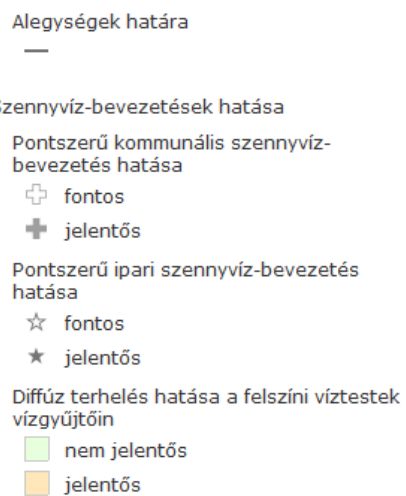 Alegységek határa
Szennyvíz-bevezetések hatása
Pontszerű kommunális szennyvíz-
bevezetés hatása
fontos
jelentős
Pontszerű ipari szennyvíz-bevezetés
hatása
fontos
jelentős
Diffúz terhelés hatása a felszíni víztestek
vízgyűjtőin
nem jelentős
jelentős